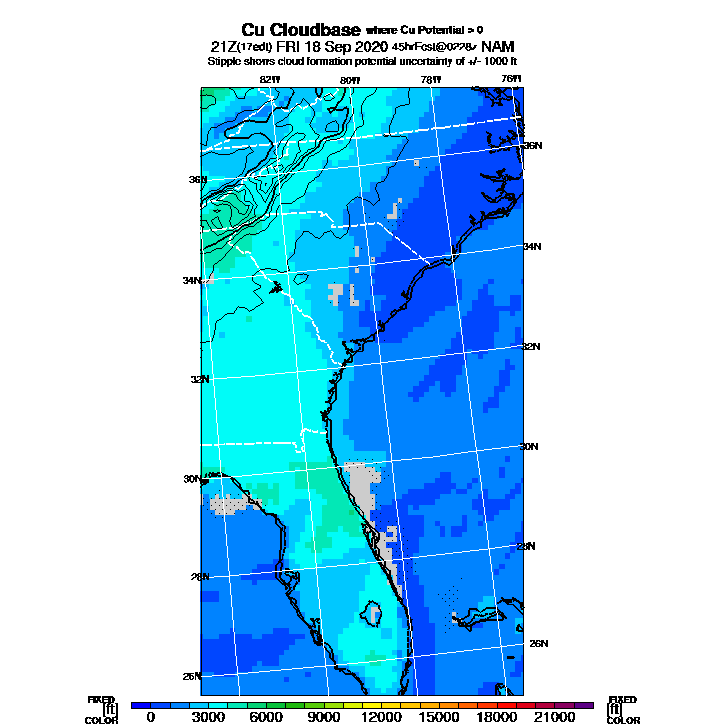 Cu Cloudbase where Cu Potential > 0
21Z(17edt) FRI 18 Sep 2020 45hrFcst@0228z NAM
Stipple shows cloud formation potential uncertainty of +/- 1000 ft
82W 80W 78W 76W
36N
36N
34N
34N
32N
32N
30N
30N
28N
28N
26N
26N
FIXED FIXED
[ft] [ft]
COLOR COLOR
0 3000 6000 9000 12000 15000 18000 21000